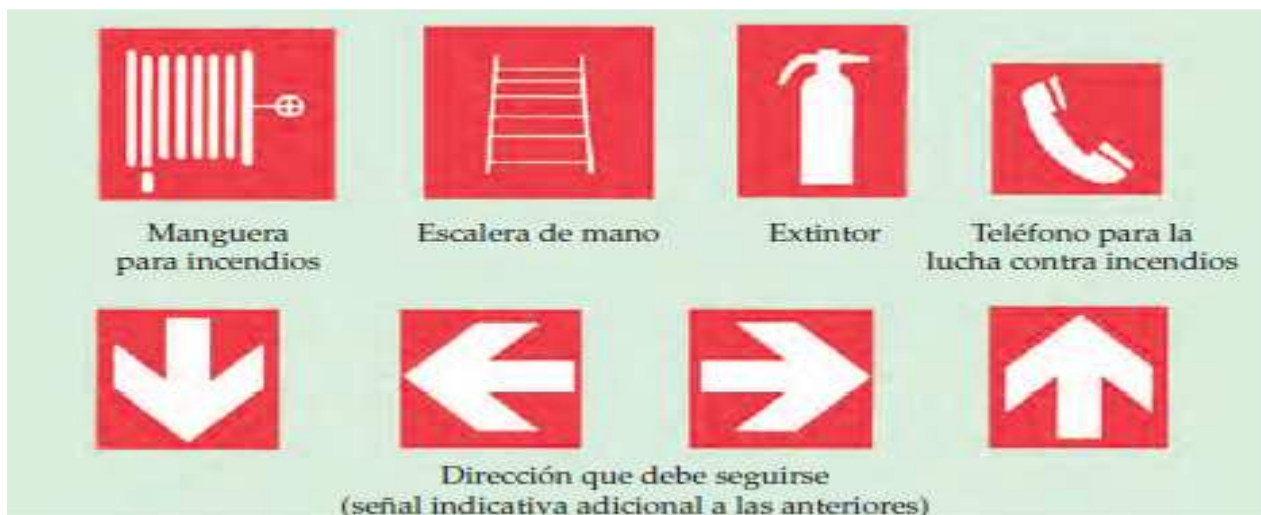 Manguera
para incendios
Escalera de mano
Extintor
Teléfono para la
lucha contra incendios
Dirección que debe seguirse
(señal indicativa adicional a las anteriores)